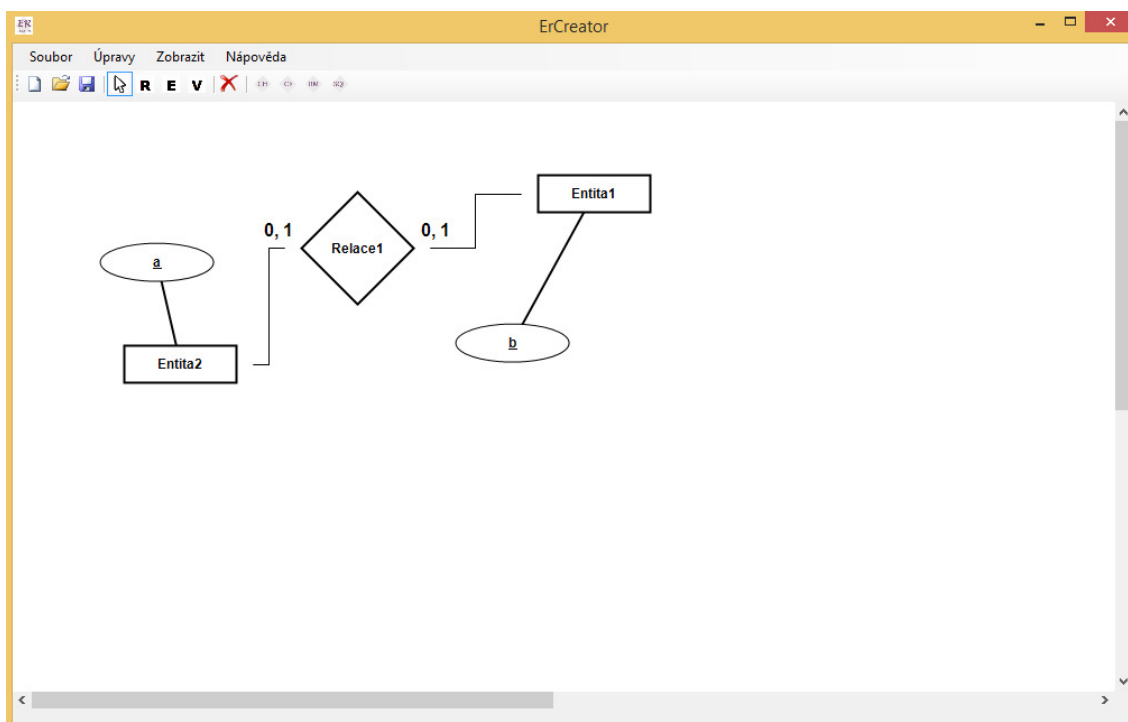 ErCreator
Soubor Úpravy Zobrazit Nápověda
R E V
Entita1
0, 1 0, 1
Relace1
a
b
Entita2